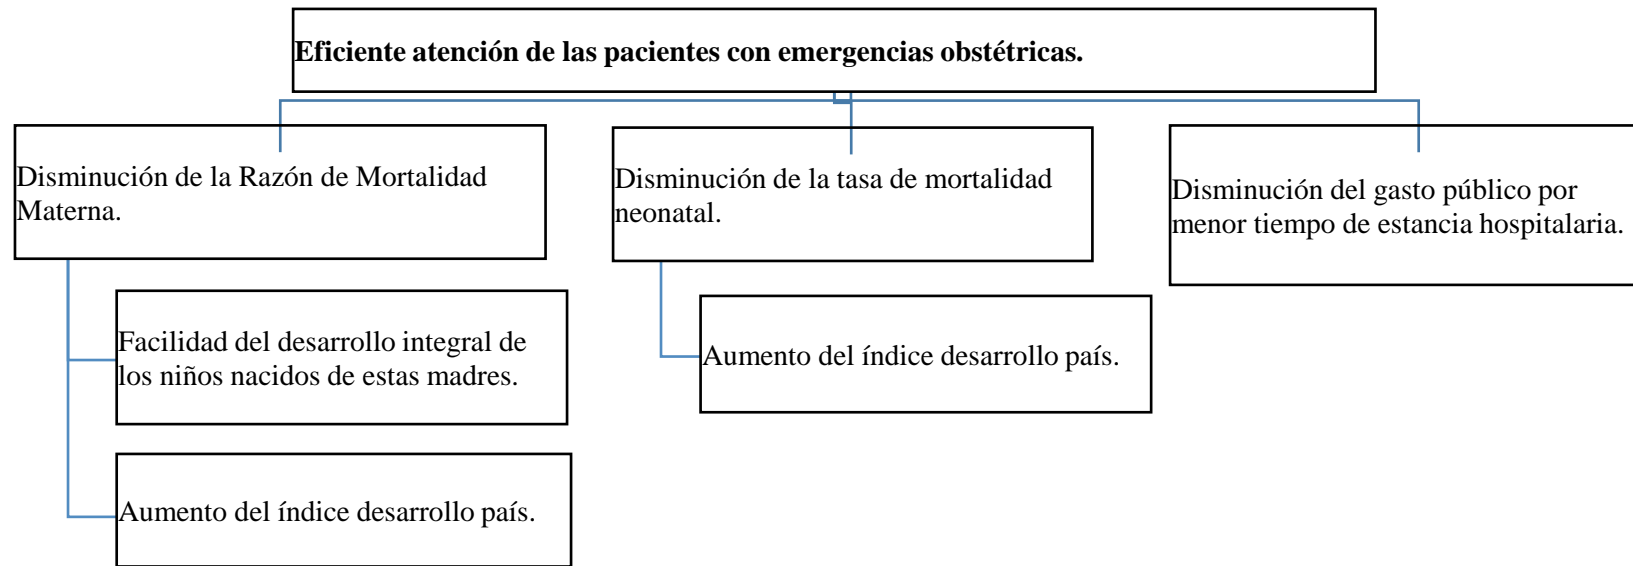 Eficiente atención de las pacientes con emergencias obstétricas.
Disminución de la Razón de Mortalidad
Materna.
Facilidad del desarrollo integral de
los niños nacidos de estas madres.
Aumento del índice desarrollo país.
Disminución de la tasa de mortalidad
neonatal.
Aumento del índice desarrollo país.
Disminución del gasto público por
menor tiempo de estancia hospitalaria.